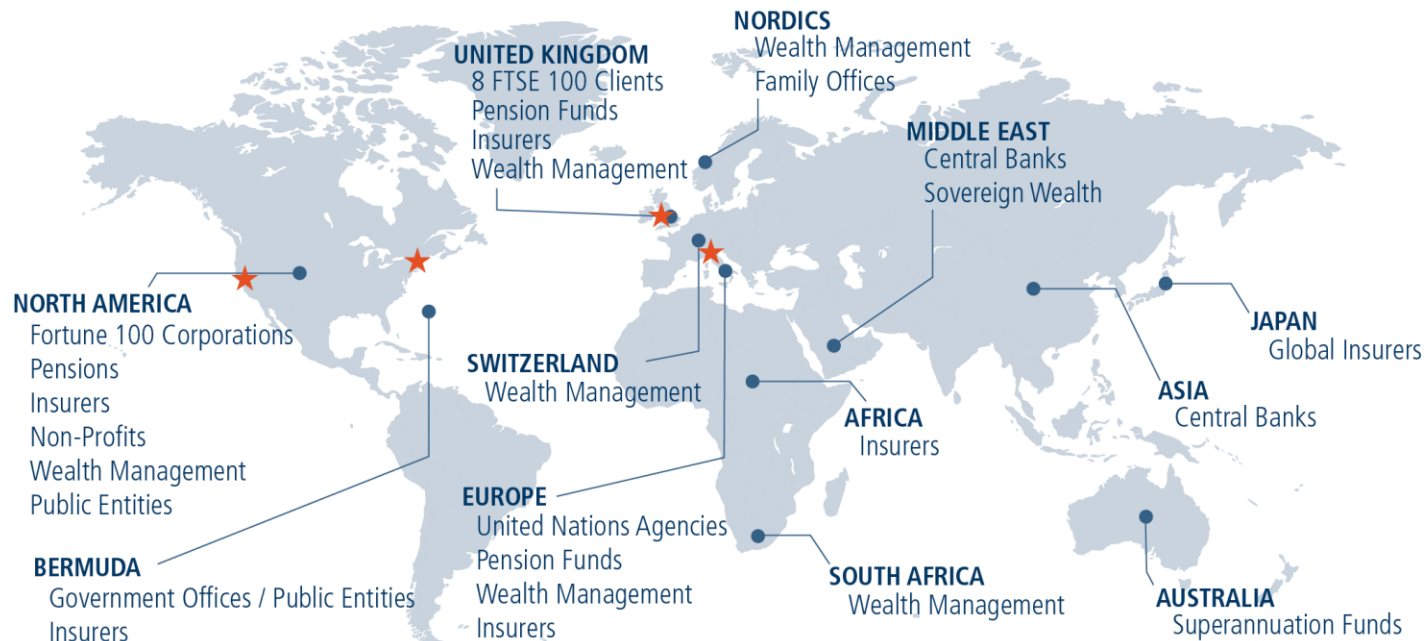 NORDICS
Wealth Management
Family Offices
UNITED KINGDOM
8 FTSE 100 Clients
Pension Funds
Insurers
Wealth Management
MIDDLE EAST
Central Banks
Sovereign Wealth
NORTH AMERICA
Fortune 100 Corporations
Pensions
Insurers
Non-Profits
Wealth Management
Public Entities
SWITZERLAND
Wealth Management
AFRICA
Insurers
JAPAN
Global Insurers
ASIA
Central Banks
EUROPE
United Nations Agencies
Pension Funds
Wealth Management
Insurers
BERMUDA
Government Offices / Public Entities
Insurers
SOUTH AFRICA
Wealth Management
AUSTRALIA
Superannuation Funds